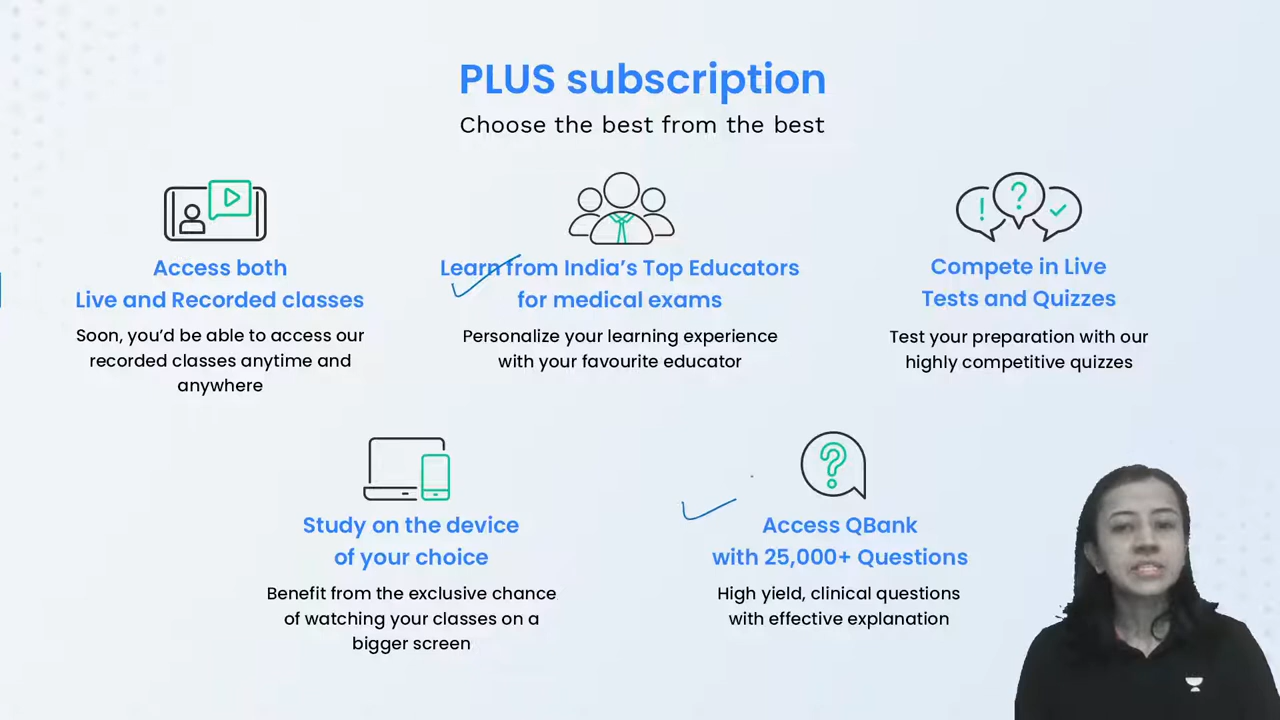 PLUS subscription
Choose the best from the best
Access both
Live and Recorded classes
Soon, you'd be able to access our
recorded classes anytime and
anywhere
Learn from India's Top Educators
for medical exams
Personalize your learning experience
with your favourite educator
Compete in Live
Tests and Quizzes
Test your preparation with our
highly competitive quizzes
Study on the device
of your choice
Benefit from the exclusive chance
of watching your classes on a
bigger screen
Access QBank
with 25,000+ Questions
High yield, clinical questions
with effective explanation